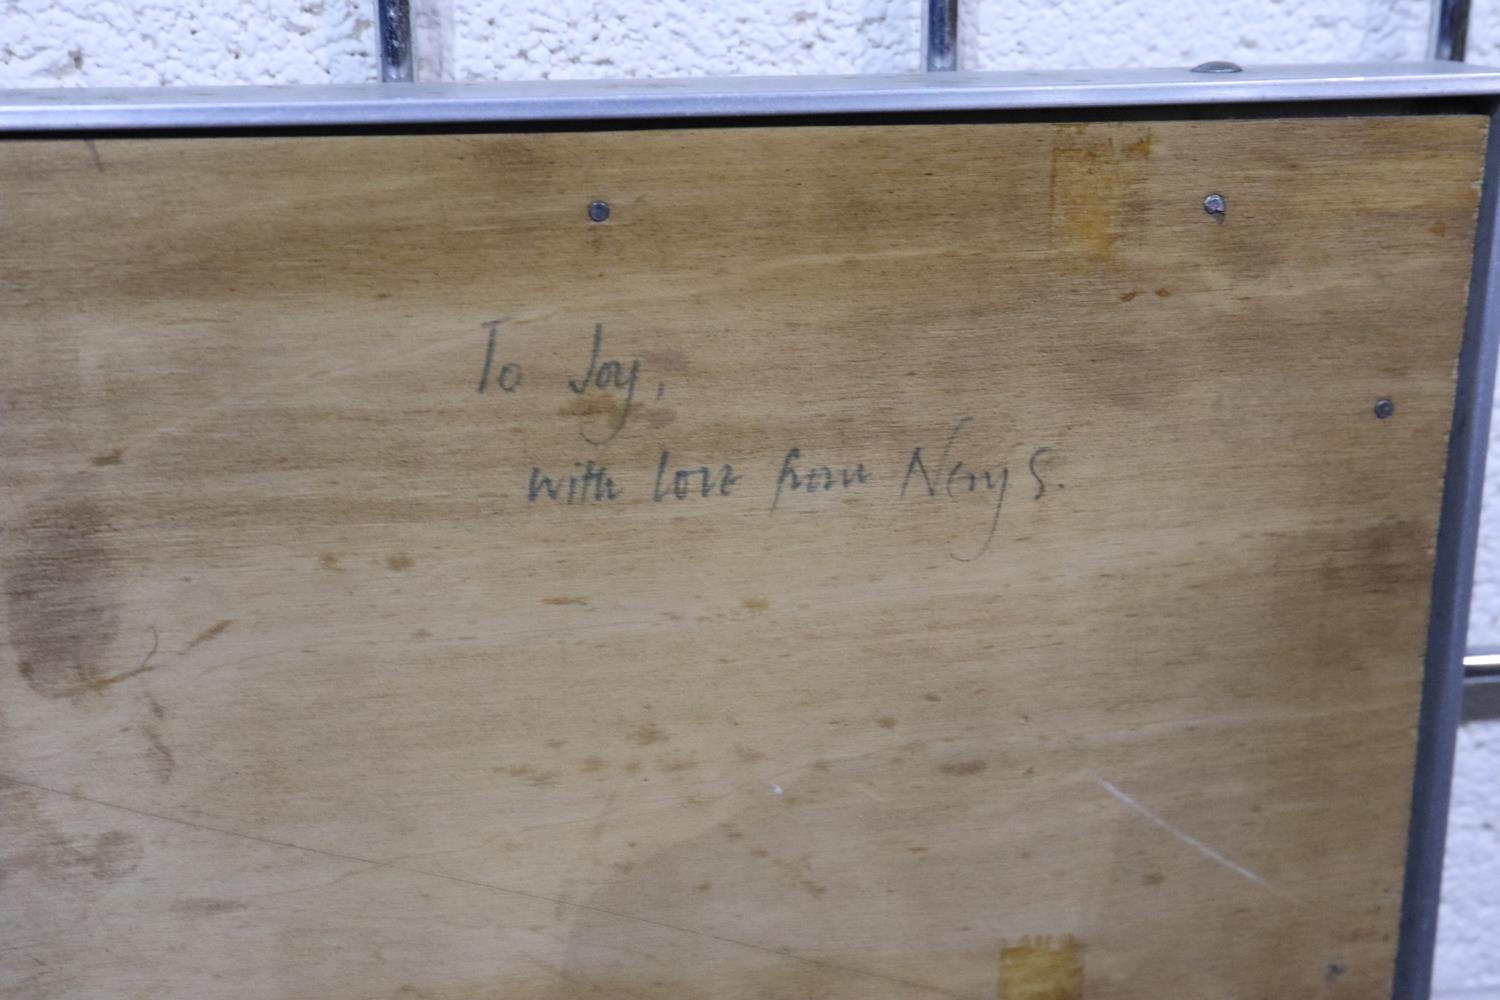 To Joy,
with love from Nerys.